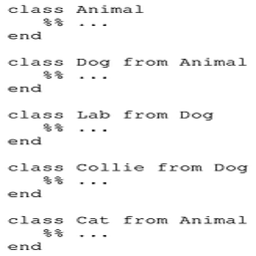 class Animal
%% ...
end
class Dog from Animal
%% ...
end
class Lab from Dog
%% ...
end
class Collie from Dog
%% ...
end
class Cat from Animal
%% ...
end